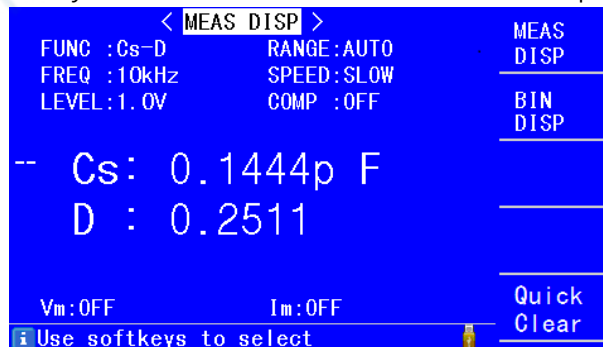 < MEAS DISP >
FUNC :Cs-D RANGE:AUTO
FREQ :10kHz SPEED:SLOW
LEVEL:1.0V COMP :OFF
-- Cs: 0.1444p F
D : 0.2511
Vm:OFF Im:OFF
Use softkeys to select
MEAS
DISP
BIN
DISP
Quick
Clear